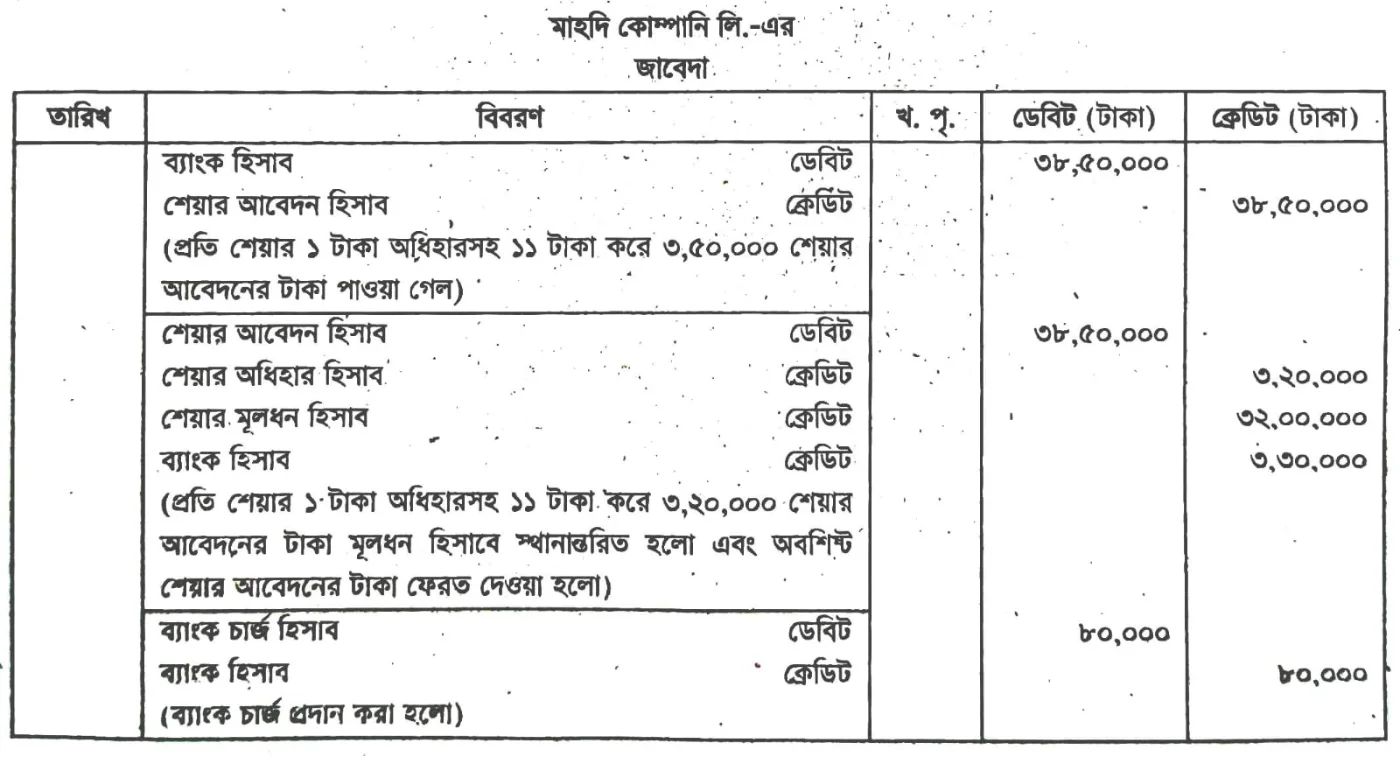 মাহদি কোম্পানি লি.-এর
জাবেদা
তারিখ বিবরণ খ. পৃ. ডেবিট (টাকা) ক্রেডিট (টাকা)
ব্যাংক হিসাব ডেবিট ৩৮,৫০,০০০
শেয়ার আবেদন হিসাব ক্রেডিট ৩৮,৫০,০০০
(প্রতি শেয়ার ১ টাকা অধিহারসহ ১১ টাকা করে ৩,৫০,০০০ শেয়ার
আবেদনের টাকা পাওয়া গেল)
শেয়ার আবেদন হিসাব ডেবিট ৩৮,৫০,০০০
শেয়ার অধিহার হিসাব ক্রেডিট ৩,২০,০০০
শেয়ার মূলধন হিসাব ক্রেডিট ৩২,০০,০০০
ব্যাংক হিসাব ক্রেডিট ৩,৩০,০০০
(প্রতি শেয়ার ১ টাকা অধিহারসহ ১১ টাকা করে ৩,২০,০০০ শেয়ার
আবেদনের টাকা মূলধন হিসাবে স্থানান্তরিত হলো এবং অবশিষ্ট
শেয়ার আবেদনের টাকা ফেরত দেওয়া হলো)
ব্যাংক চার্জ হিসাব ডেবিট ৮০,০০০
ব্যাংক হিসাব ক্রেডিট ৮০,০০০
(ব্যাংক চার্জ প্রদান করা হলো)